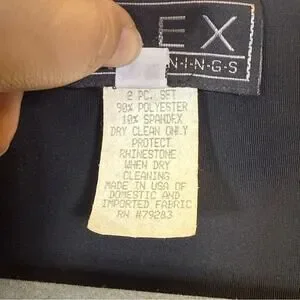 EX
N-I-N-G-S
2 PC. SET
90% POLYESTER
10% SPANDEX
DRY CLEAN ONLY
PROTECT
RHINESTONE
WHEN DRY
CLEANING
MADE IN USA OF
DOMESTIC AND
IMPORTED FABRIC
RN #79283